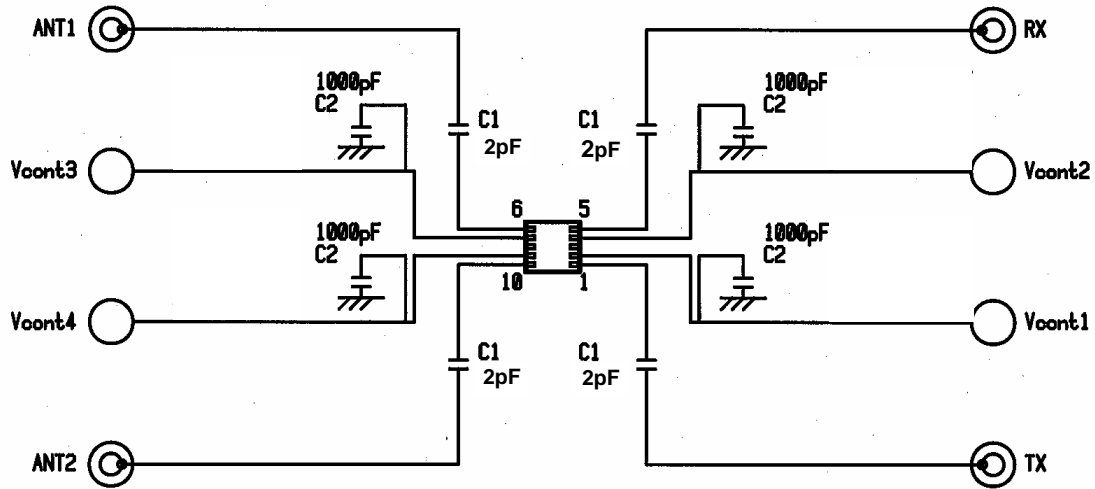 ANT1
RX
1000pF
C2
1000pF
C2
C1
2pF
C1
2pF
Vcont3
Vcont2
6
5
1000pF
C2
1000pF
C2
10
1
Vcont4
Vcont1
C1
2pF
C1
2pF
ANT2
TX